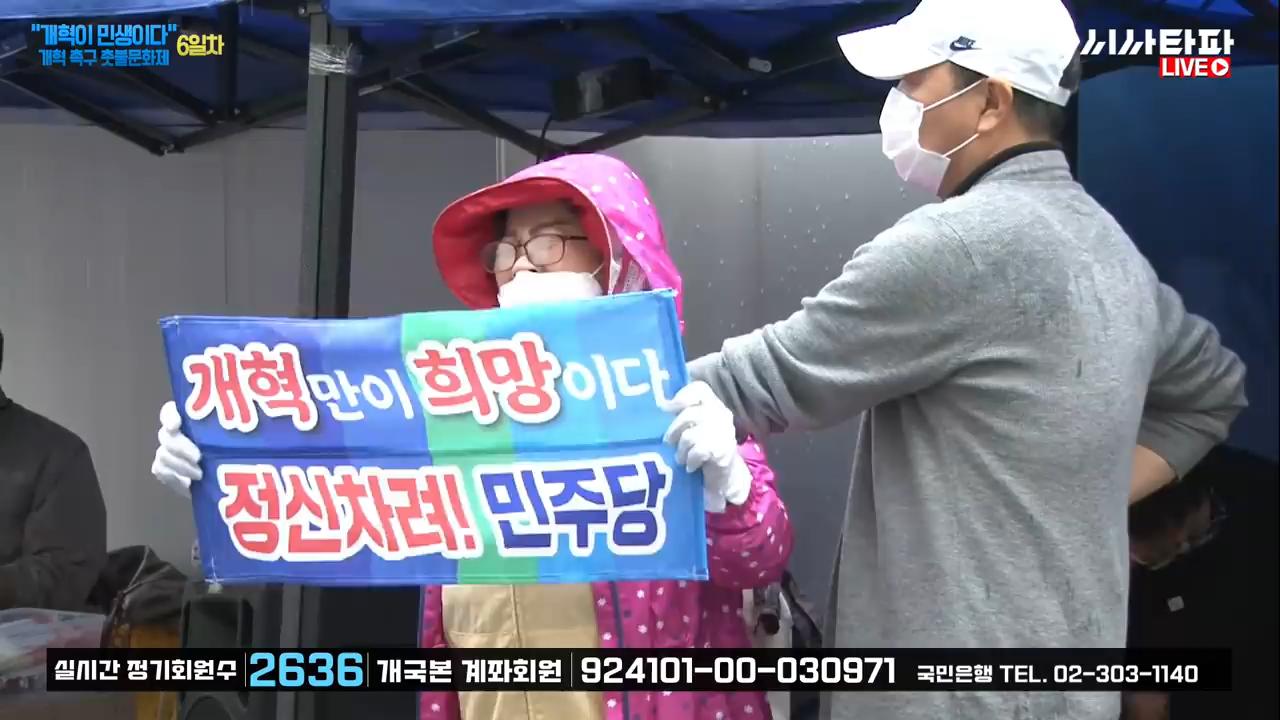 "개혁이 민생이다"
개혁 촉구 촛불문화제
6일차
씨싸타파
LIVE
개혁만이 희망이다
정신차려! 민주당
실시간 정기회원수 2636 개국본 계좌회원 924101-00-030971 국민은행 TEL. 02-303-1140